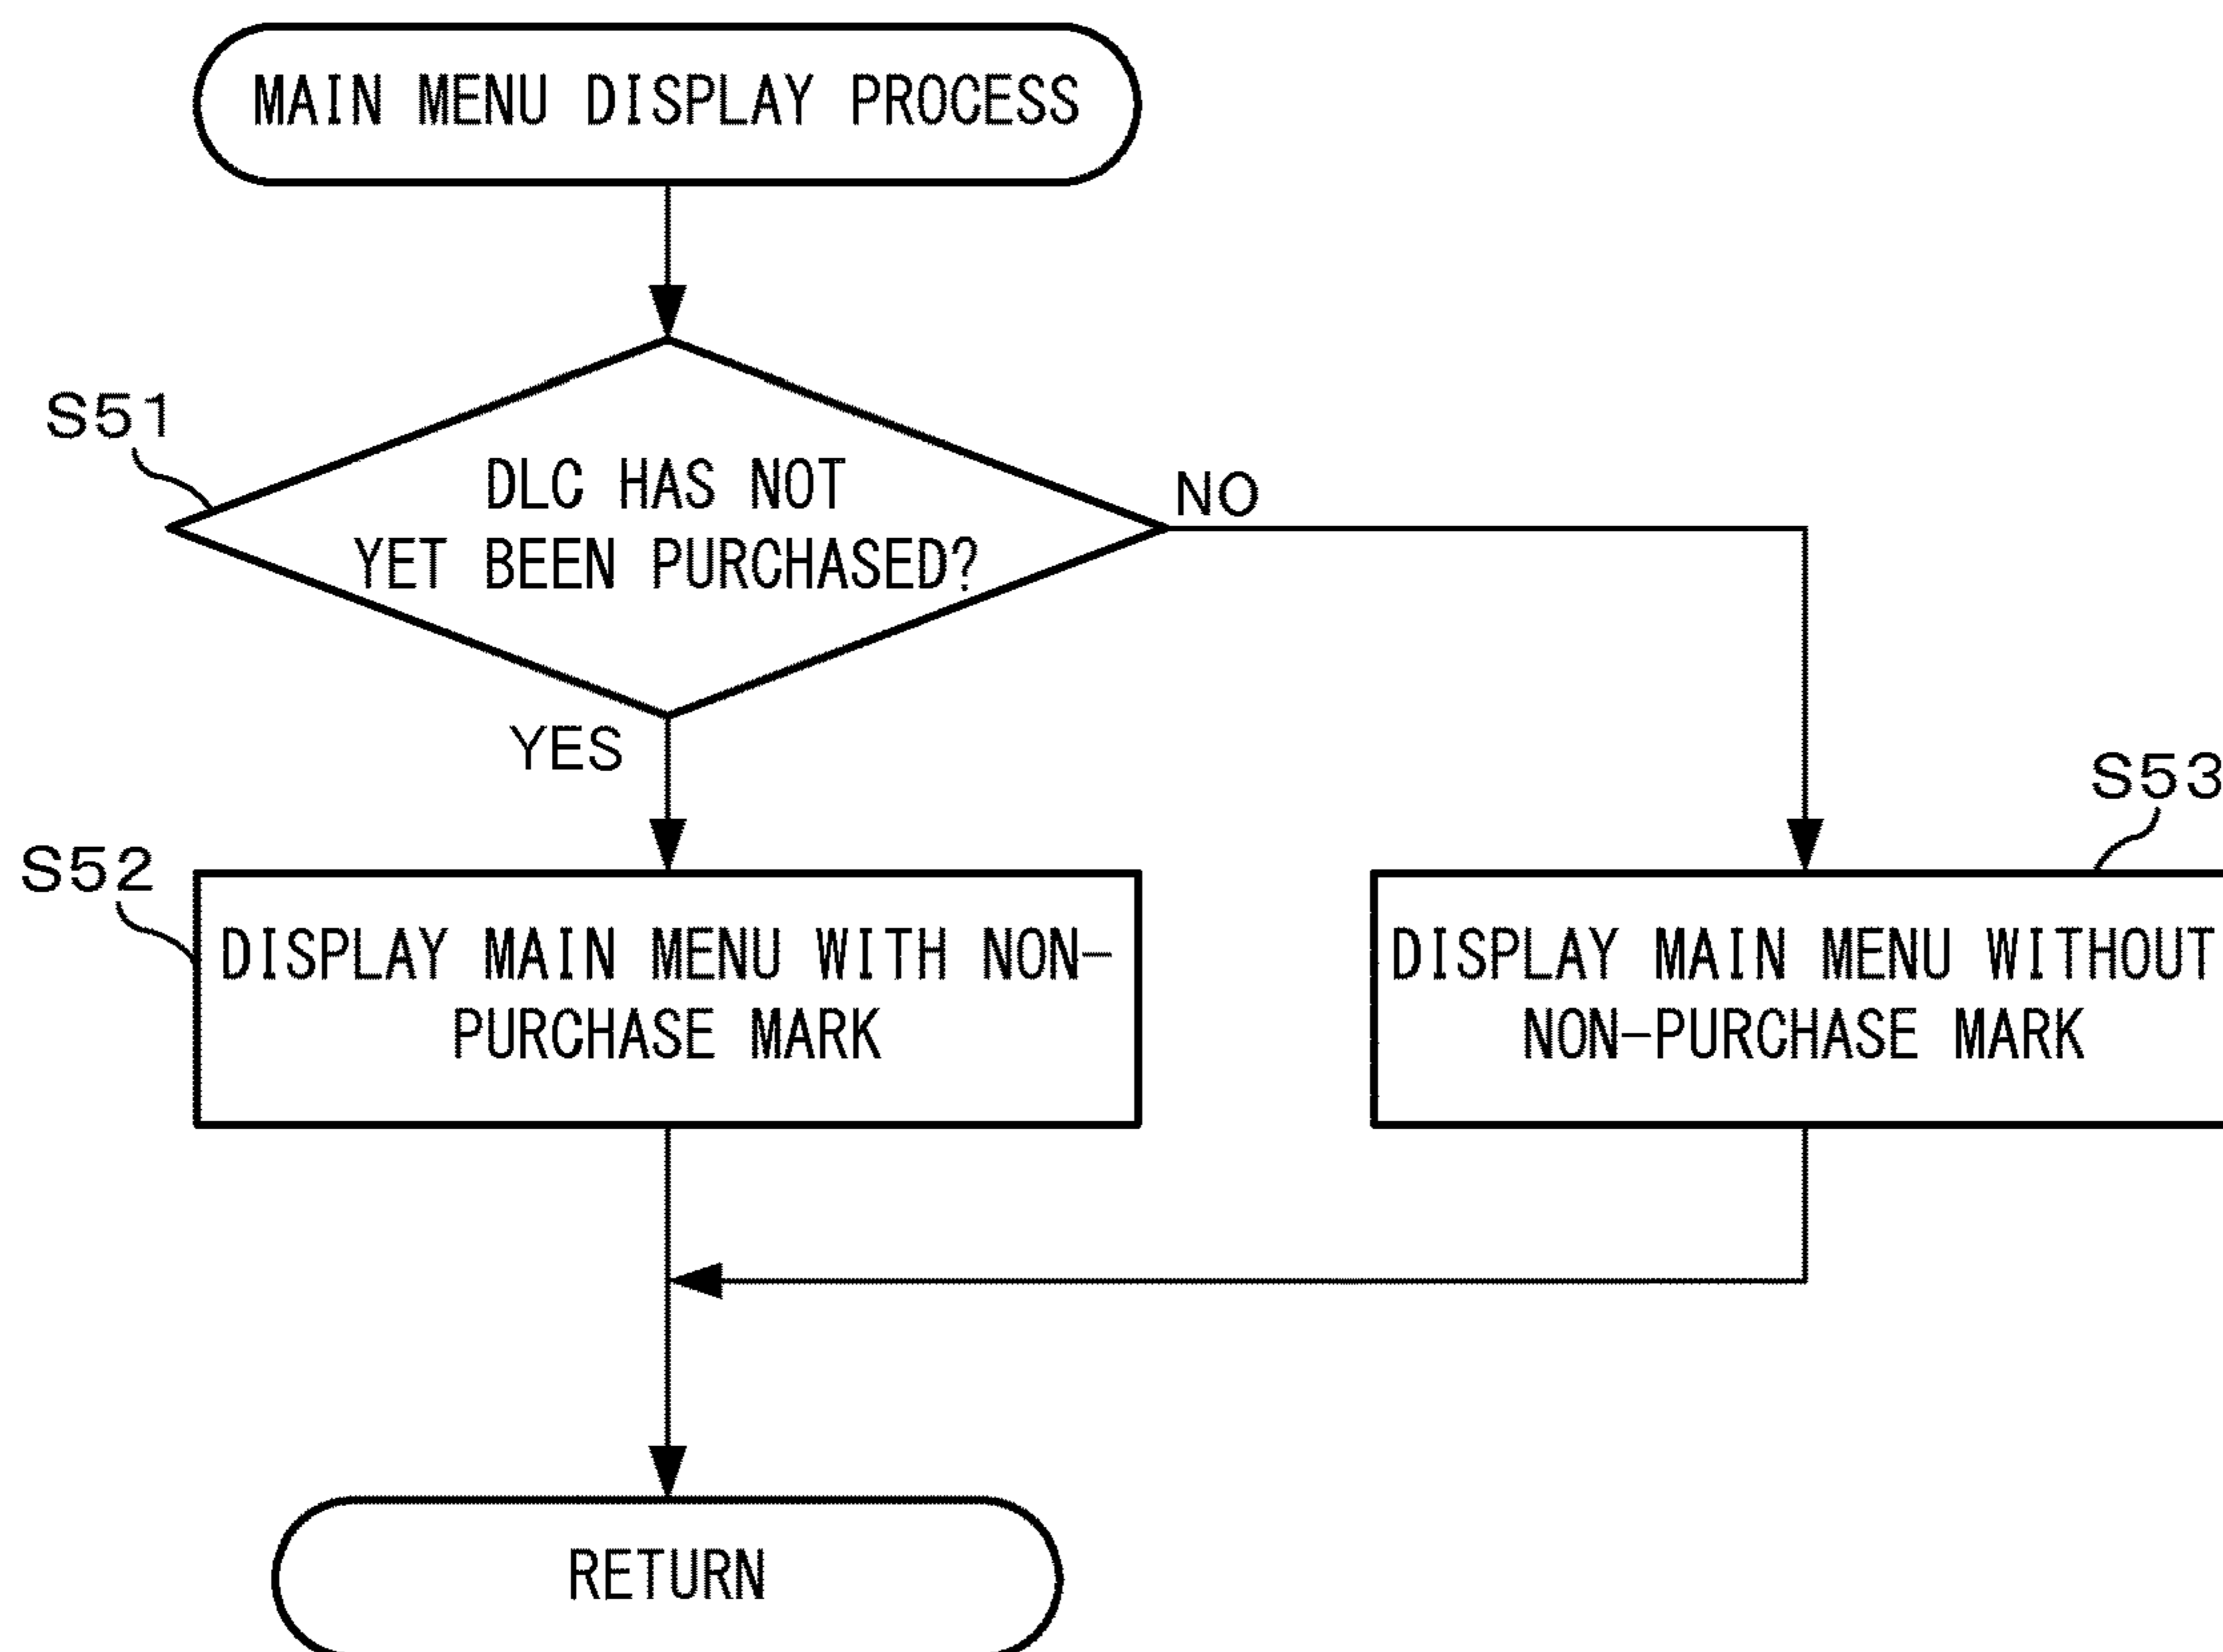 MAIN MENU DISPLAY PROCESS
S51
DLC HAS NOT
YET BEEN PURCHASED?
NO
YES
S52
DISPLAY MAIN MENU WITH NON-
PURCHASE MARK
S53
DISPLAY MAIN MENU WITHOUT
NON-PURCHASE MARK
RETURN